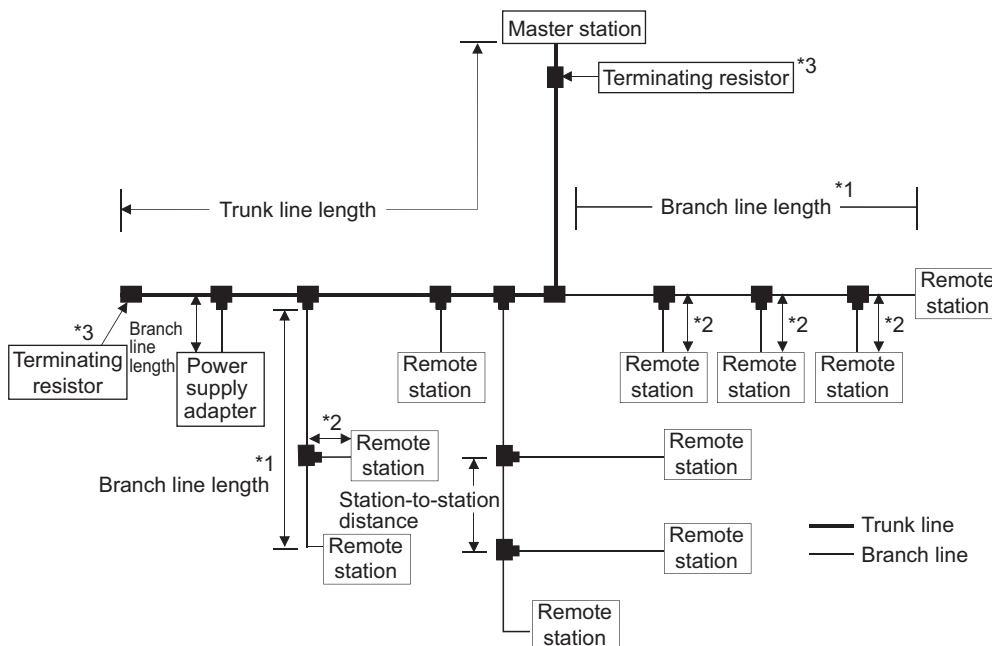 Master station
Terminating resistor
*3
*1
Trunk line length
Branch line length
Remote
station
*3
Branch
line
length
*2
*2
*2
Terminating
resistor
Power
supply
adapter
Remote
station
Remote
station
Remote
station
Remote
station
*2
Remote
station
Remote
station
*1
Branch line length
Station-to-station
distance
Trunk line
Branch line
Remote
station
Remote
station
Remote
station